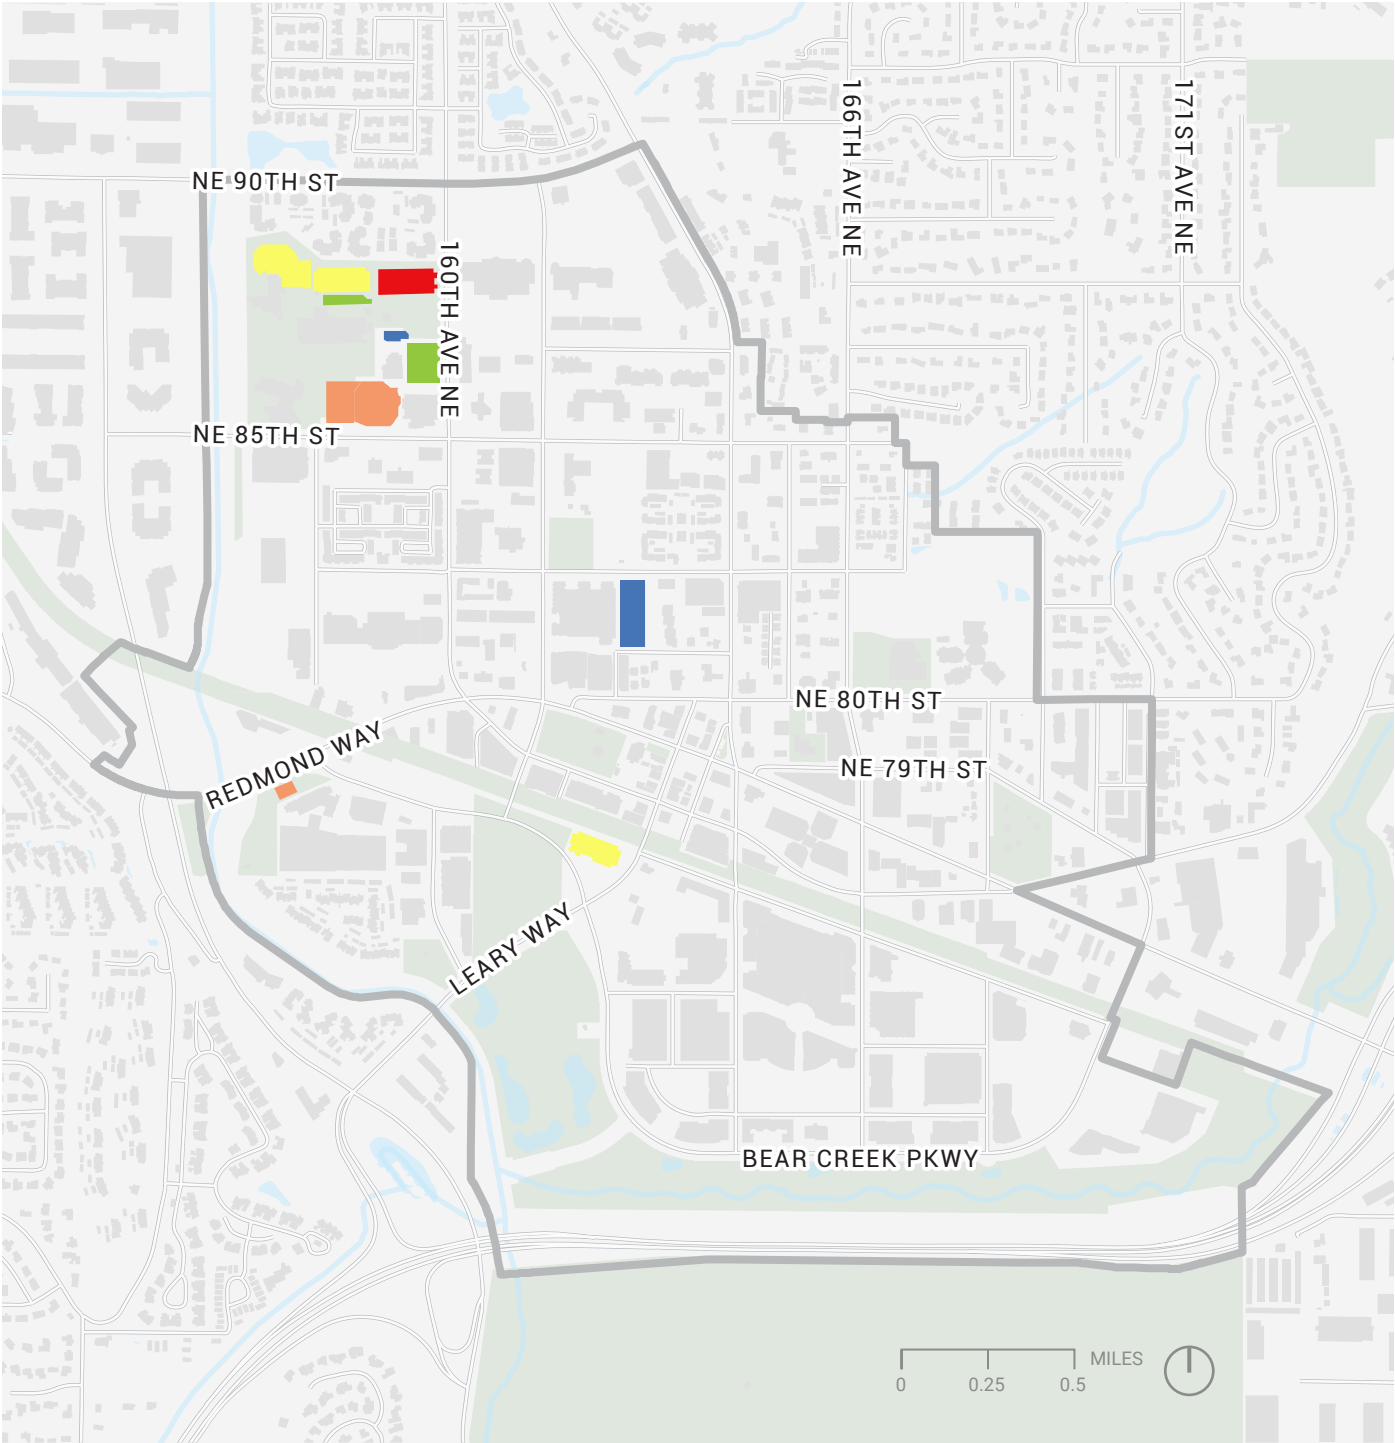 166TH AVE NE
171ST AVE NE
NE 90TH ST
160TH AVE NE
NE 85TH ST
NE 80TH ST
REDMOND WAY
NE 79TH ST
LEARY WAY
BEAR CREEK PKWY
MILES
0 0.25 0.5